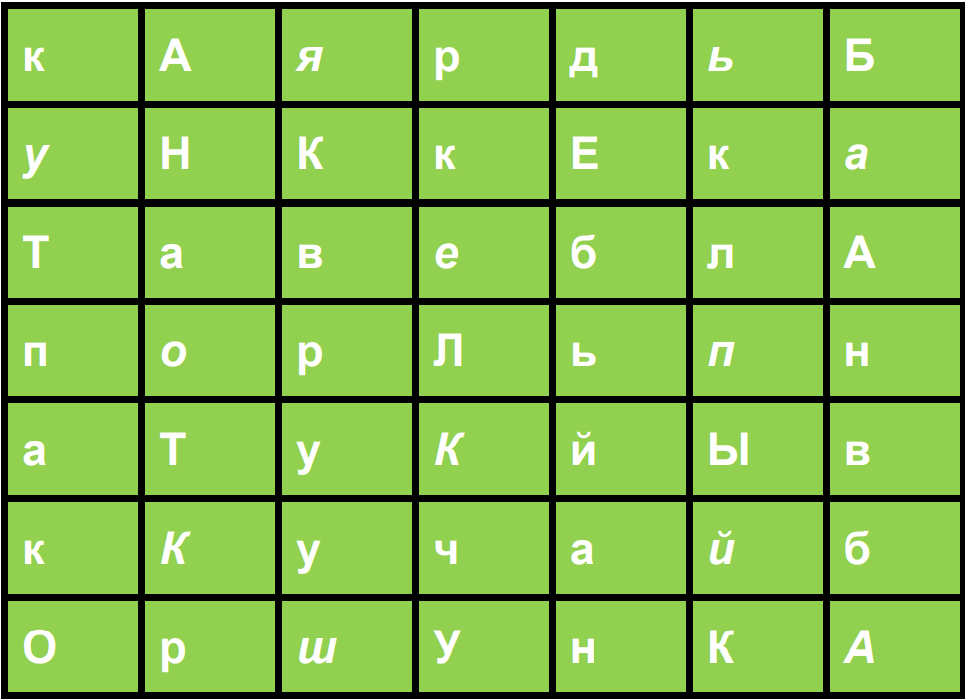 к А я р д ь Б
у Н К к Е к а
Т а в е б л А
п о р Л ь п н
а Т у К й Ы в
к К у ч а й б
О р ш У н К А